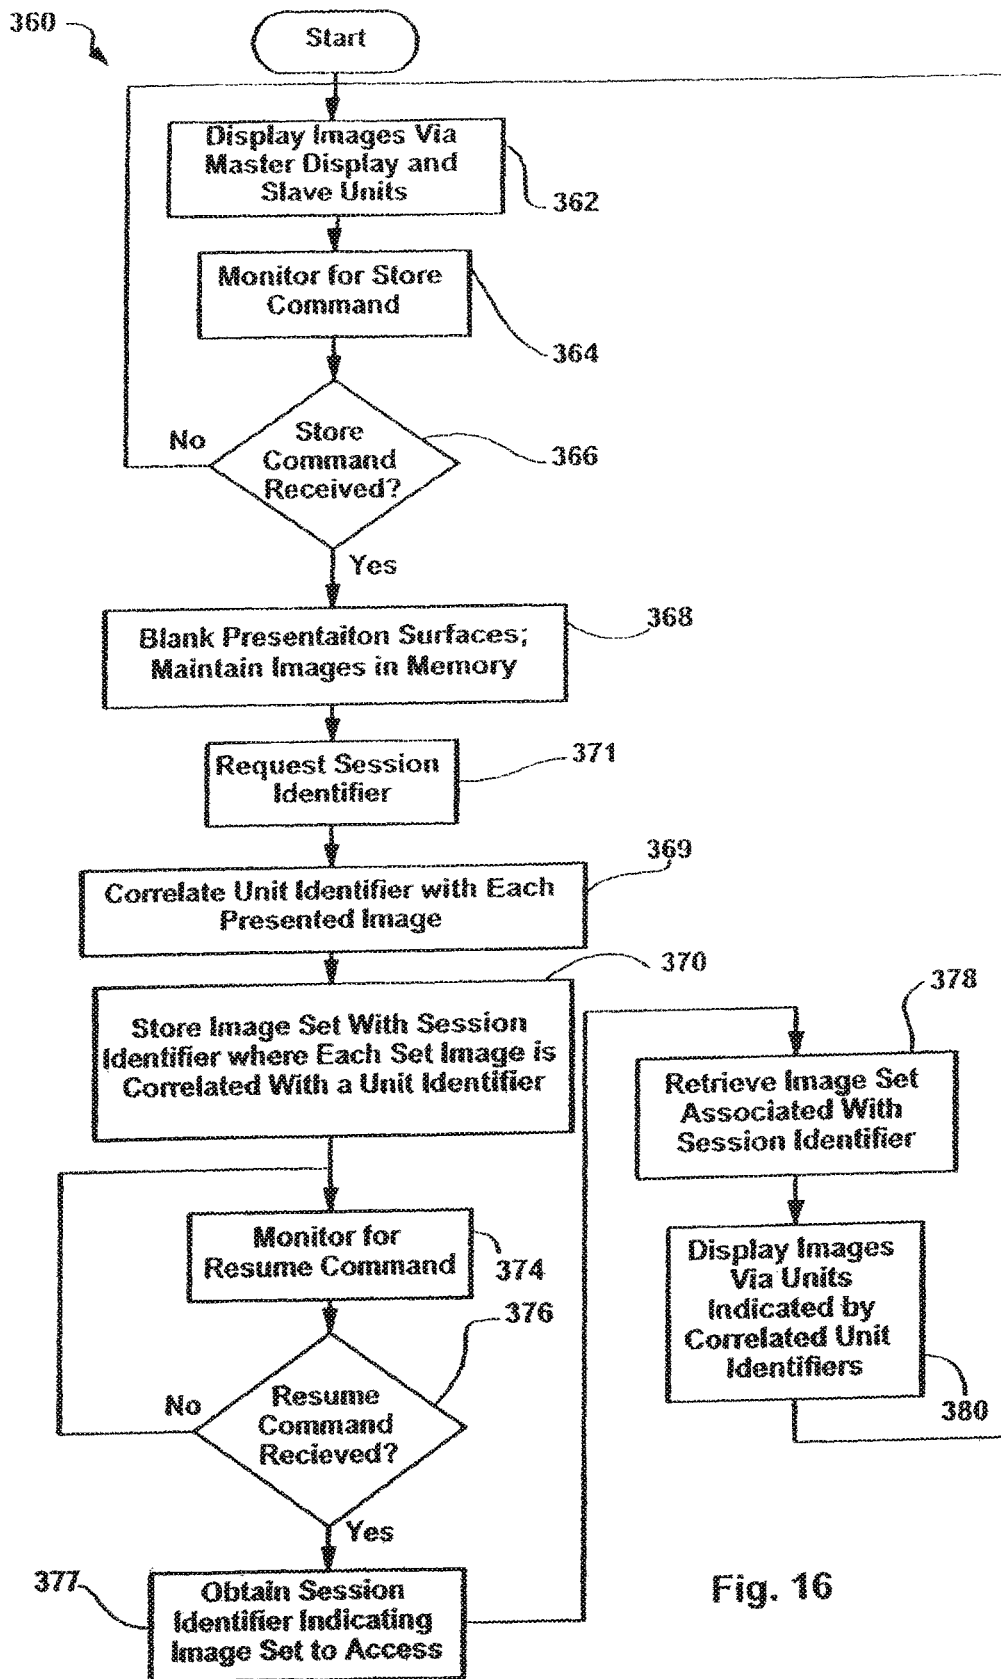 360
Start
Display Images Via
Master Display and
Slave Units
362
Monitor for Store
Command
364
No
Store
Command
Received?
366
Yes
Blank Presentaiton Surfaces;
Maintain Images in Memory
368
Request Session
Identifier
371
Correlate Unit Identifier with Each
Presented Image
369
370
Store Image Set With Session
Identifier where Each Set Image is
Correlated With a Unit Identifier
Monitor for
Resume Command
374
376
No
Resume
Command
Recieved?
Yes
377
Obtain Session
Identifier Indicating
Image Set to Access
378
Retrieve Image Set
Associated With
Session Identifier
Display Images
Via Units
Indicated by
Correlated Unit
Identifiers
380
Fig. 16